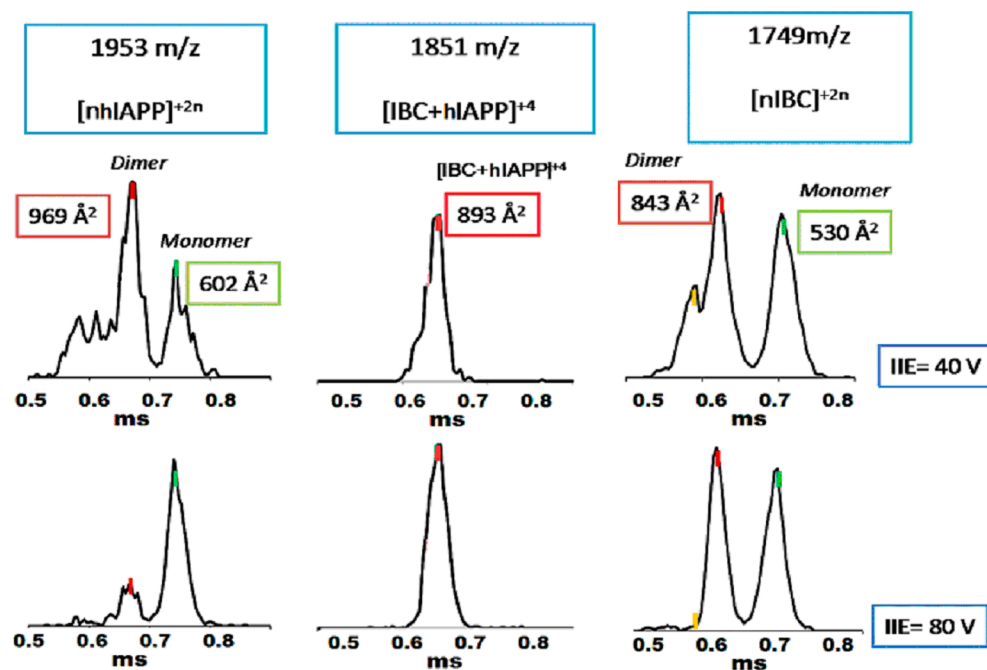 1953 m/z
[nhIAPP]+2n
1851 m/z
[IBC+hIAPP]+4
1749m/z
[nIBC]+2n
Dimer
969 Å2
Monomer
602 Å2
[IBC+hIAPP]+4
893 Å2
Dimer
843 Å2
Monomer
530 Å2
IIE= 40 V
0.5 0.6 0.7 0.8
ms
0.5 0.6 0.7 0.8
ms
0.5 0.6 0.7 0.8
ms
IIE= 80 V
0.5 0.6 0.7 0.8
ms
0.5 0.6 0.7 0.8
ms
0.5 0.6 0.7 0.8
ms